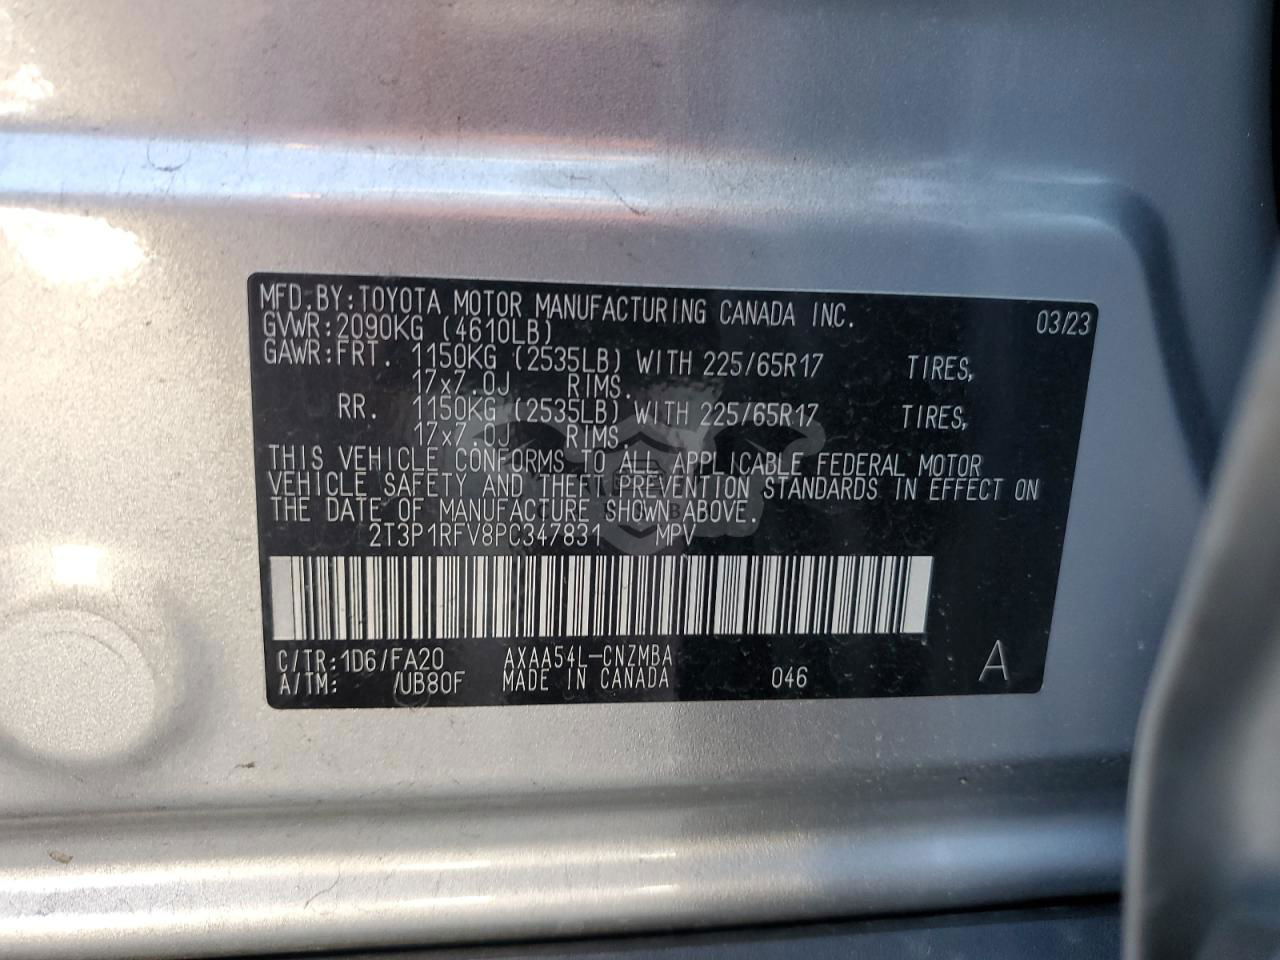 MFD. BY: TOYOTA MOTOR MANUFACTURING CANADA INC. 03/23
GVWR: 2090KG (4610LB)
GAWR: FRT. 1150KG (2535LB) WITH 225/65R17 TIRES,
17x7.0J RIMS.
RR. 1150KG (2535LB) WITH 225/65R17 TIRES,
17x7.0J RIMS.
THIS VEHICLE CONFORMS TO ALL APPLICABLE FEDERAL MOTOR
VEHICLE SAFETY AND THEFT PREVENTION STANDARDS IN EFFECT ON
THE DATE OF MANUFACTURE SHOWN ABOVE.
2T3P1RFV8PC347831 MPV
C/TR: 1D6/FA20 AXAA54L-CNZMBA
A/TM: /UB80F MADE IN CANADA 046 A